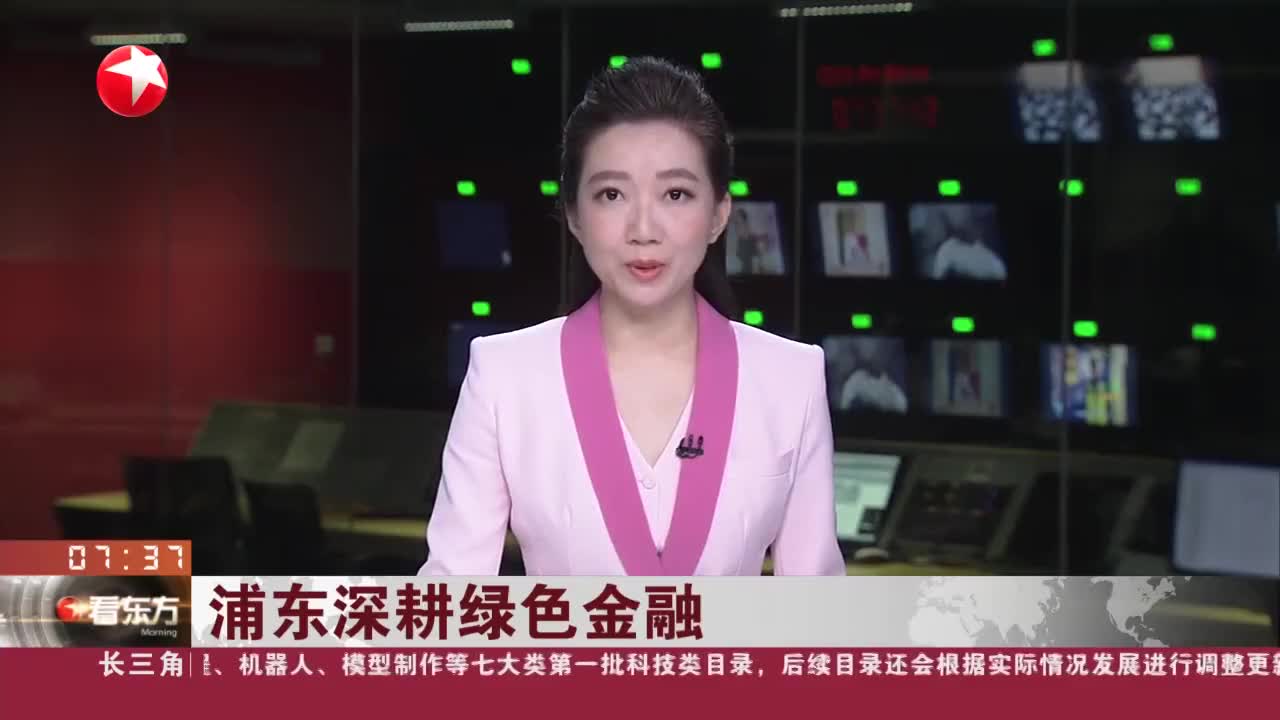 07:37
看东方
Morning
浦东深耕绿色金融
长三角 、机器人、模型制作等七大类第一批科技类目录，后续目录还会根据实际情况发展进行调整更新